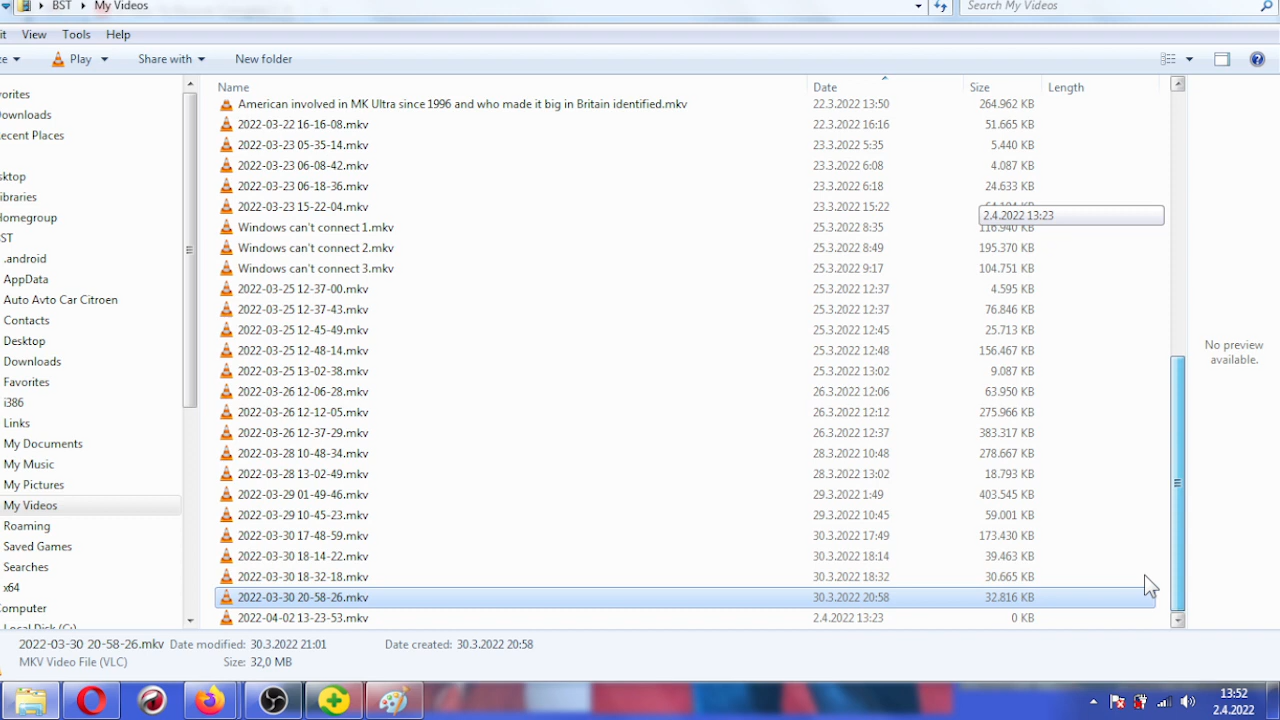 BST My Videos Search My Videos
it View Tools Help
ze Play Share with New folder
Name Date Size Length
American involved in MK Ultra since 1996 and who made it big in Britain identified.mkv 22.3.2022 13:50 264.962 KB
2022-03-22 16-16-08.mkv 22.3.2022 16:16 51.665 KB
2022-03-23 05-35-14.mkv 23.3.2022 5:35 5.440 KB
2022-03-23 06-08-42.mkv 23.3.2022 6:08 4.087 KB
2022-03-23 06-18-36.mkv 23.3.2022 6:18 24.633 KB
2022-03-23 15-22-04.mkv 23.3.2022 15:22
2.4.2022 13:23
Windows can't connect 1.mkv 25.3.2022 8:35 116.940 KB
Windows can't connect 2.mkv 25.3.2022 8:49 195.370 KB
Windows can't connect 3.mkv 25.3.2022 9:17 104.751 KB
2022-03-25 12-37-00.mkv 25.3.2022 12:37 4.595 KB
2022-03-25 12-37-43.mkv 25.3.2022 12:37 76.846 KB
2022-03-25 12-45-49.mkv 25.3.2022 12:45 25.713 KB
2022-03-25 12-48-14.mkv 25.3.2022 12:48 156.467 KB
2022-03-25 13-02-38.mkv 25.3.2022 13:02 9.087 KB
2022-03-26 12-06-28.mkv 26.3.2022 12:06 63.950 KB
2022-03-26 12-12-05.mkv 26.3.2022 12:12 275.966 KB
2022-03-26 12-37-29.mkv 26.3.2022 12:37 383.317 KB
2022-03-28 10-48-34.mkv 28.3.2022 10:48 278.667 KB
2022-03-28 13-02-49.mkv 28.3.2022 13:02 18.793 KB
2022-03-29 01-49-46.mkv 29.3.2022 1:49 403.545 KB
2022-03-29 10-45-23.mkv 29.3.2022 10:45 59.001 KB
2022-03-30 17-48-59.mkv 30.3.2022 17:49 173.430 KB
2022-03-30 18-14-22.mkv 30.3.2022 18:14 39.463 KB
2022-03-30 18-32-18.mkv 30.3.2022 18:32 30.665 KB
2022-03-30 20-58-26.mkv 30.3.2022 20:58 32.816 KB
2022-04-02 13-23-53.mkv 2.4.2022 13:23 0 KB
vorites
ownloads
ecent Places
sktop
ibraries
Homegroup
ST
.android
AppData
Auto Avto Car Citroen
Contacts
Desktop
Downloads
Favorites
i386
Links
My Documents
My Music
My Pictures
My Videos
Roaming
Saved Games
Searches
x64
Computer
Local Disk (C:)
No preview
available.
2022-03-30 20-58-26.mkv Date modified: 30.3.2022 21:01 Date created: 30.3.2022 20:58
MKV Video File (VLC) Size: 32,0 MB
13:52
2.4.2022